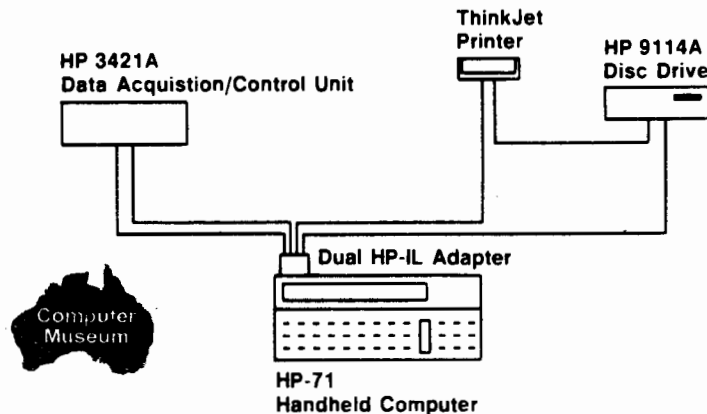 ThinkJet
Printer
HP 3421A
Data Acquistion/Control Unit
HP 9114A
Disc Drive
Dual HP-IL Adapter
Computer
Museum
HP-71
Handheld Computer